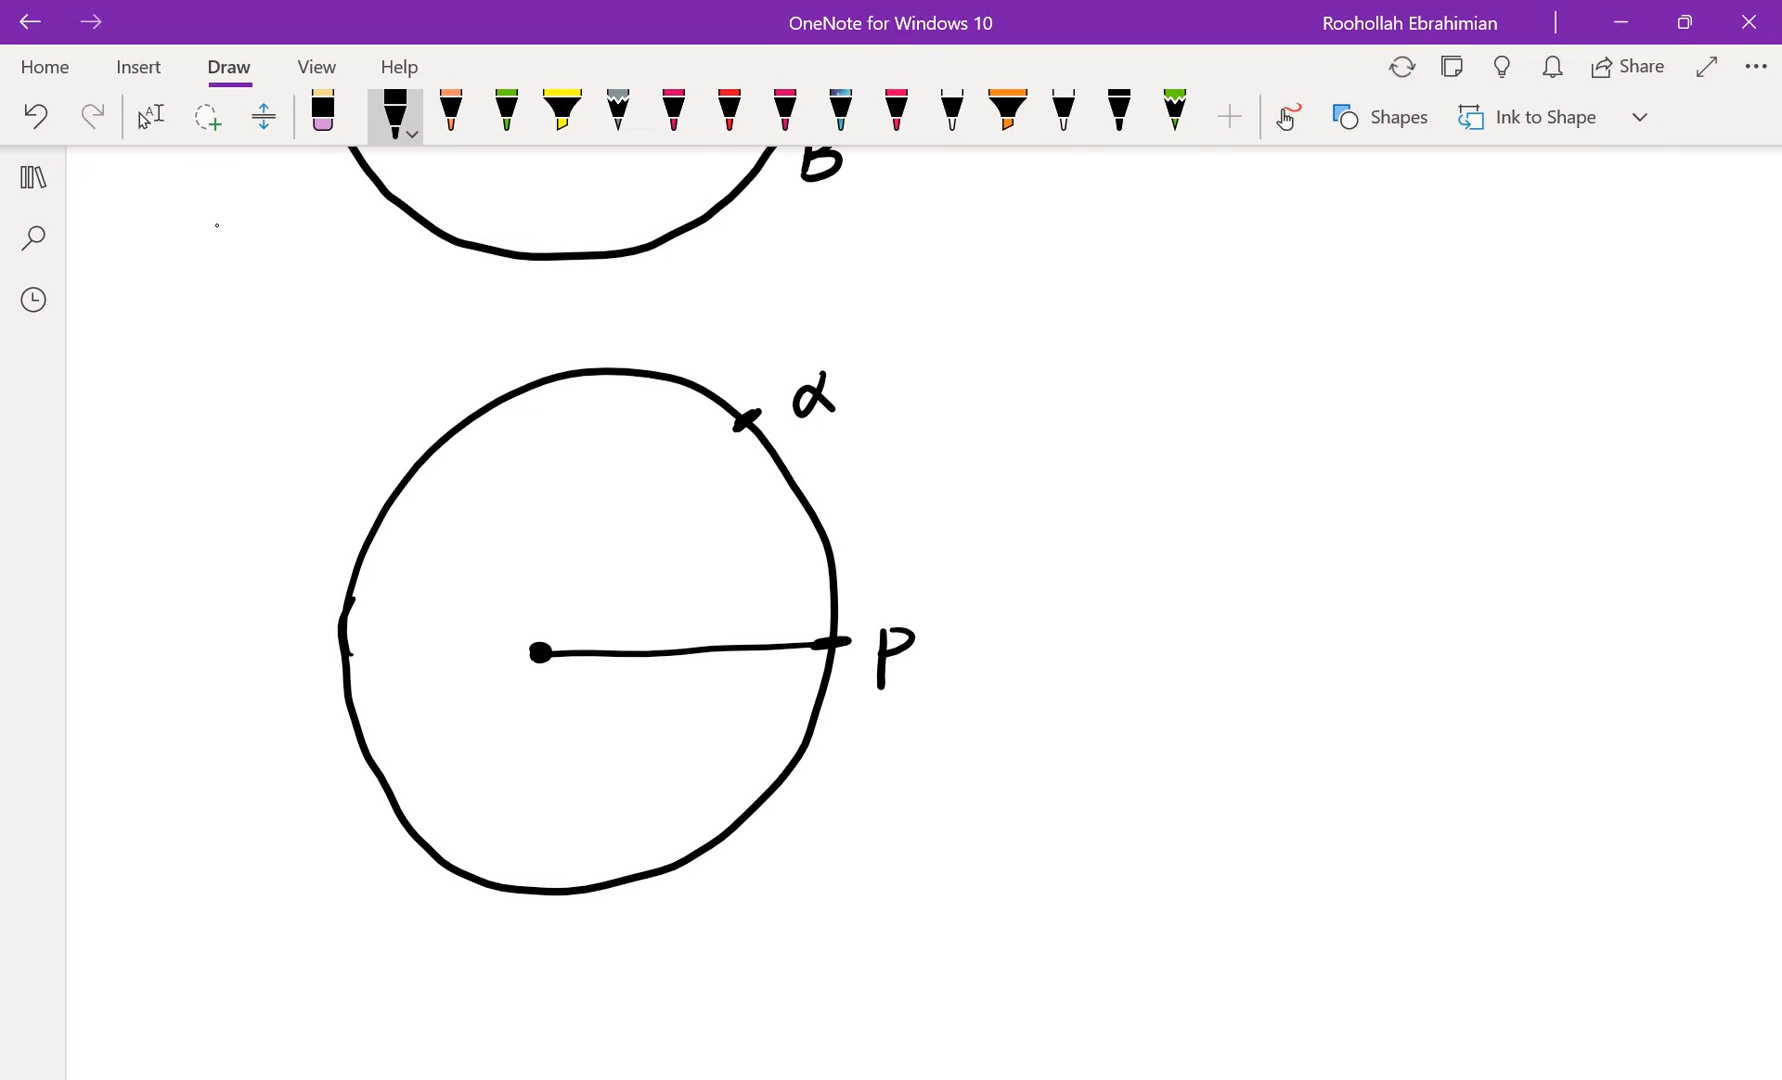 OneNote for Windows 10
Roohollah Ebrahimian
Home Insert Draw View Help
Share
Shapes
Ink to Shape
B
α
P